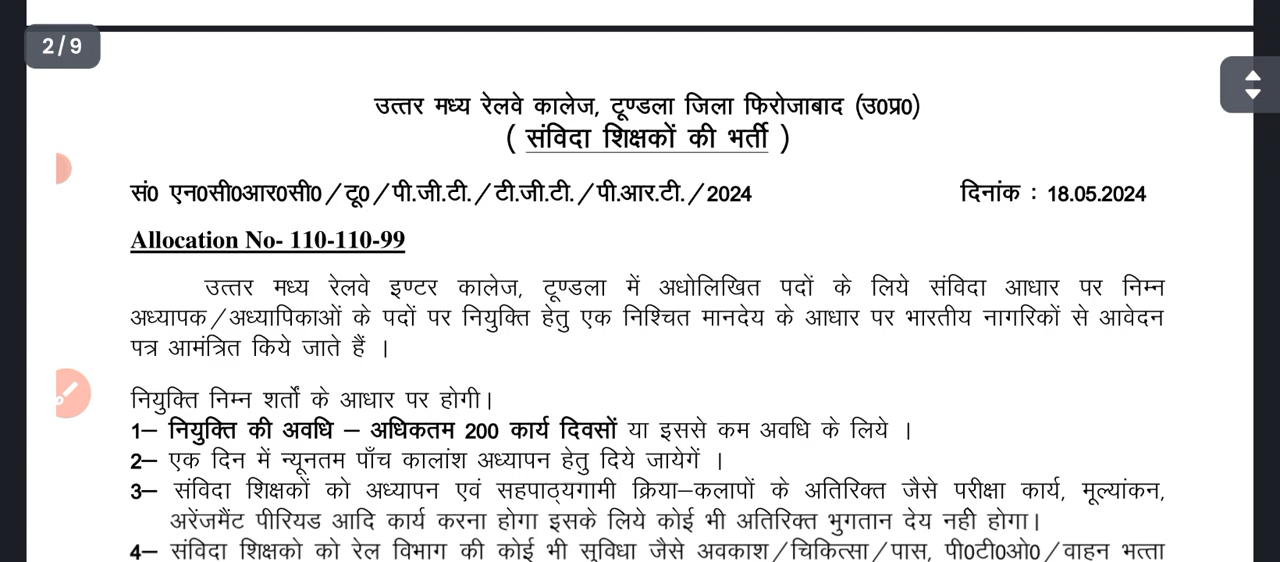 2/9
उत्तर मध्य रेलवे कालेज, टूण्डला जिला फिरोजाबाद (उ0प्र0)
( संविदा शिक्षकों की भर्ती )
सं0 एन0सी0आर0सी0/टू0/पी.जी.टी./टी.जी.टी./पी.आर.टी./2024 दिनांक : 18.05.2024
Allocation No- 110-110-99
उत्तर मध्य रेलवे इण्टर कालेज, टूण्डला में अधोलिखित पदों के लिये संविदा आधार पर निम्न
अध्यापक/अध्यापिकाओं के पदों पर नियुक्ति हेतु एक निश्चित मानदेय के आधार पर भारतीय नागरिकों से आवेदन
पत्र आमंत्रित किये जाते हैं ।
नियुक्ति निम्न शर्तों के आधार पर होगी।
1– नियुक्ति की अवधि – अधिकतम 200 कार्य दिवसों या इससे कम अवधि के लिये ।
2– एक दिन में न्यूनतम पाँच कालांश अध्यापन हेतु दिये जायेगें ।
3– संविदा शिक्षकों को अध्यापन एवं सहपाठ्यगामी क्रिया–कलापों के अतिरिक्त जैसे परीक्षा कार्य, मूल्यांकन,
अरेंजमैंट पीरियड आदि कार्य करना होगा इसके लिये कोई भी अतिरिक्त भुगतान देय नही होगा।
4– संविदा शिक्षको को रेल विभाग की कोई भी सुविधा जैसे अवकाश/चिकित्सा/पास, पी0टी0ओ0/वाहन भत्ता